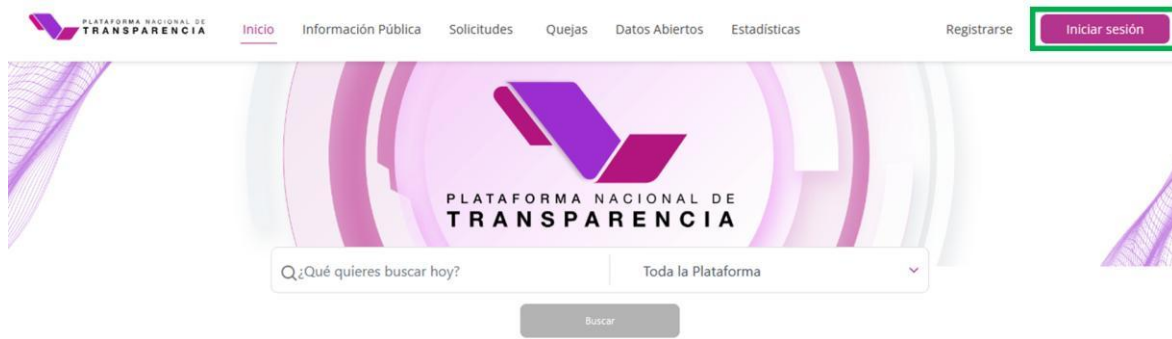 PLATAFORMA NACIONAL DE
TRANSPARENCIA
Inicio
Información Pública
Solicitudes
Quejas
Datos Abiertos
Estadísticas
Registrarse
Iniciar sesión
PLATAFORMA NACIONAL DE
TRANSPARENCIA
¿Qué quieres buscar hoy?
Toda la Plataforma
Buscar